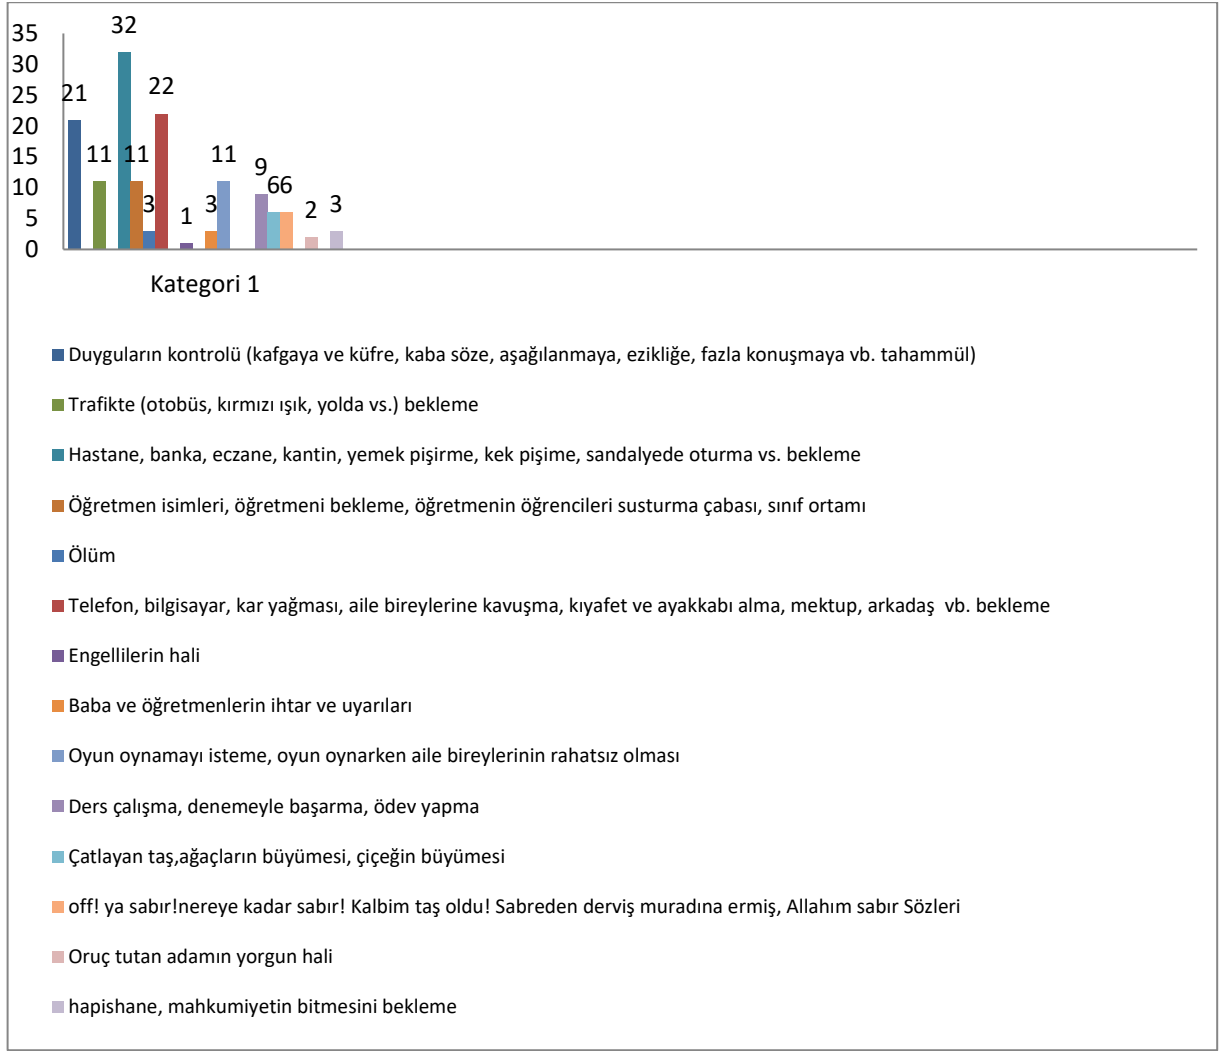 35
30
25
20
15
10
5
0
21
11
32
11
3
22
1
3
11
9
6
6
2
3
Kategori 1
Duyguların kontrolü (kafgaya ve küfre, kaba söze, aşağılanmaya, ezikliğe, fazla konuşmaya vb. tahammül)
Trafikte (otobüs, kırmızı ışık, yolda vs.) bekleme
Hastane, banka, eczane, kantin, yemek pişirme, kek pişime, sandalyede oturma vs. bekleme
Öğretmen isimleri, öğretmeni bekleme, öğretmenin öğrencileri susturma çabası, sınıf ortamı
Ölüm
Telefon, bilgisayar, kar yağması, aile bireylerine kavuşma, kıyafet ve ayakkabı alma, mektup, arkadaş vb. bekleme
Engellilerin hali
Baba ve öğretmenlerin ihtar ve uyarıları
Oyun oynamayı isteme, oyun oynarken aile bireylerinin rahatsız olması
Ders çalışma, denemeyle başarma, ödev yapma
Çatlayan taş,ağaçların büyümesi, çiçeğin büyümesi
off! ya sabır!nereye kadar sabır! Kalbim taş oldu! Sabreden derviş muradına ermiş, Allahım sabır Sözleri
Oruç tutan adamın yorgun hali
hapishane, mahkumiyetin bitmesini bekleme